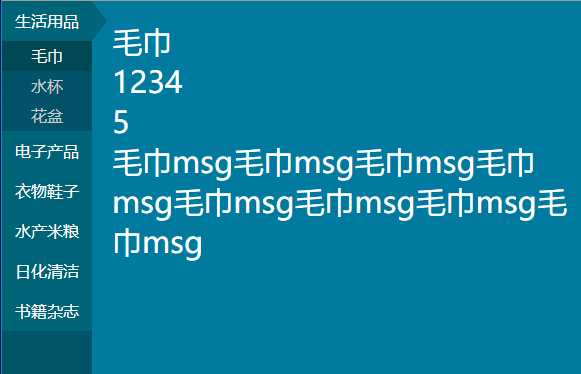 生活用品
毛巾
水杯
花盆
电子产品
衣物鞋子
水产米粮
日化清洁
书籍杂志
毛巾
1234
5
毛巾msg毛巾msg毛巾msg毛巾
msg毛巾msg毛巾msg毛巾msg毛
巾msg